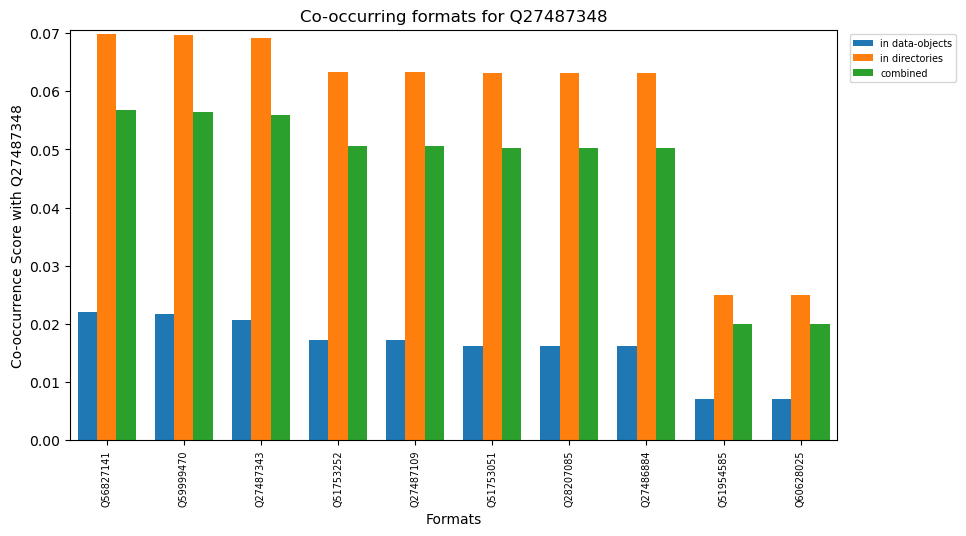 Co-occurring formats for Q27487348
Co-occurrence Score with Q27487348
0.07
0.06
0.05
0.04
0.03
0.02
0.01
0.00
in data-objects
in directories
combined
Q56827141
Q59999470
Q27487343
Q51753252
Q27487109
Q51753051
Q28207085
Q27486884
Q51954585
Q60628025
Formats